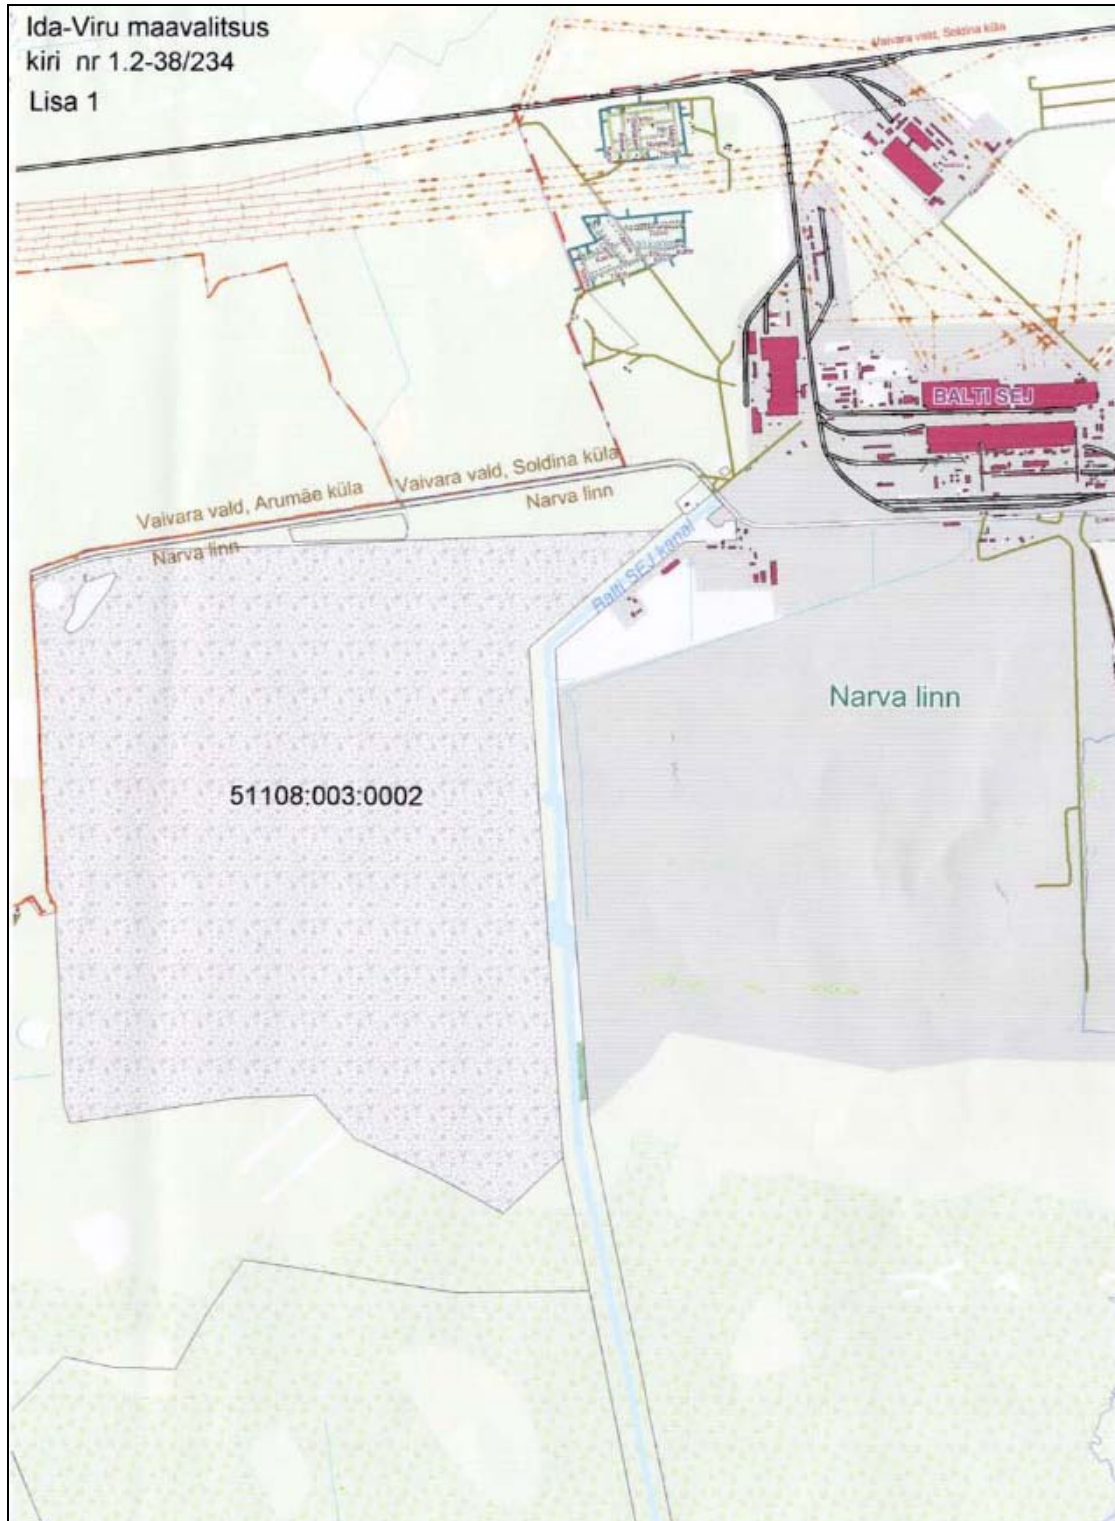 Ida-Viru maavalitsus
kiri nr 1.2-38/234
Lisa 1
Vaivara vald, Soldina küla
BALTI SEJ
Vaivara vald, Soldina küla
Vaivara vald, Arumäe küla
Narva linn
Narva linn
Balti SEJ kanal
Narva linn
51108:003:0002